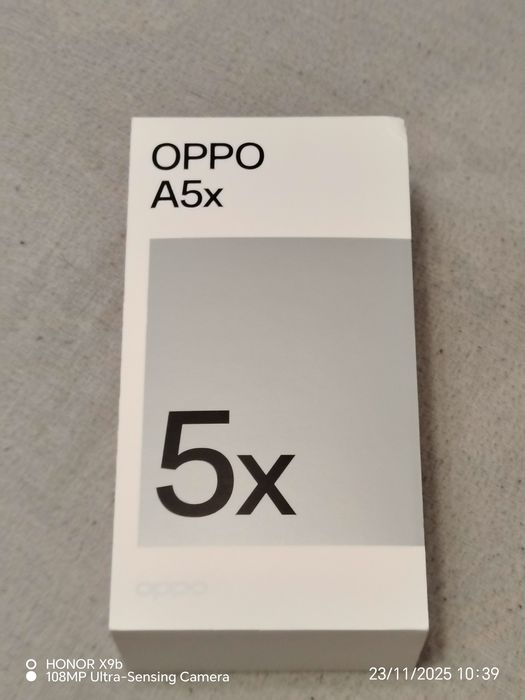 OPPO
A5x
5x
oppo
HONOR X9b
108MP Ultra-Sensing Camera
23/11/2025 10:39